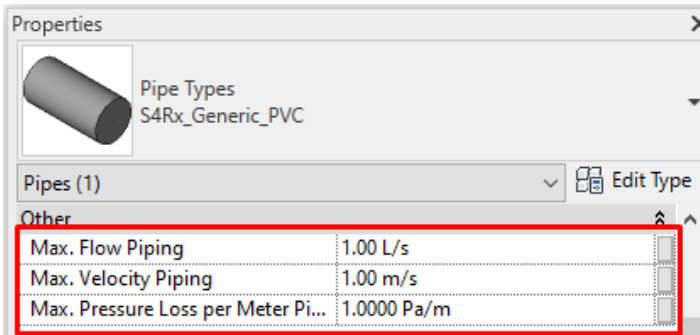 Properties
Pipe Types
S4Rx_Generic_PVC
Pipes (1)
Edit Type
Other
Max. Flow Piping 1.00 L/s
Max. Velocity Piping 1.00 m/s
Max. Pressure Loss per Meter Pi... 1.0000 Pa/m